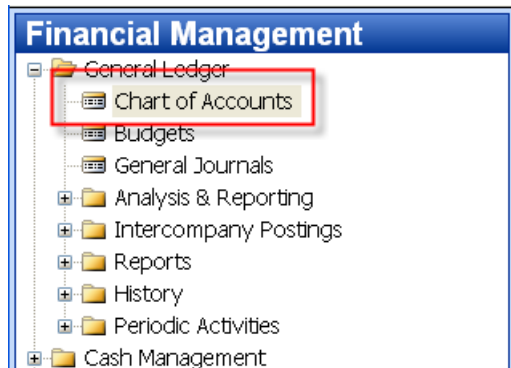 Financial Management
General Ledger
Chart of Accounts
Budgets
General Journals
Analysis & Reporting
Intercompany Postings
Reports
History
Periodic Activities
Cash Management